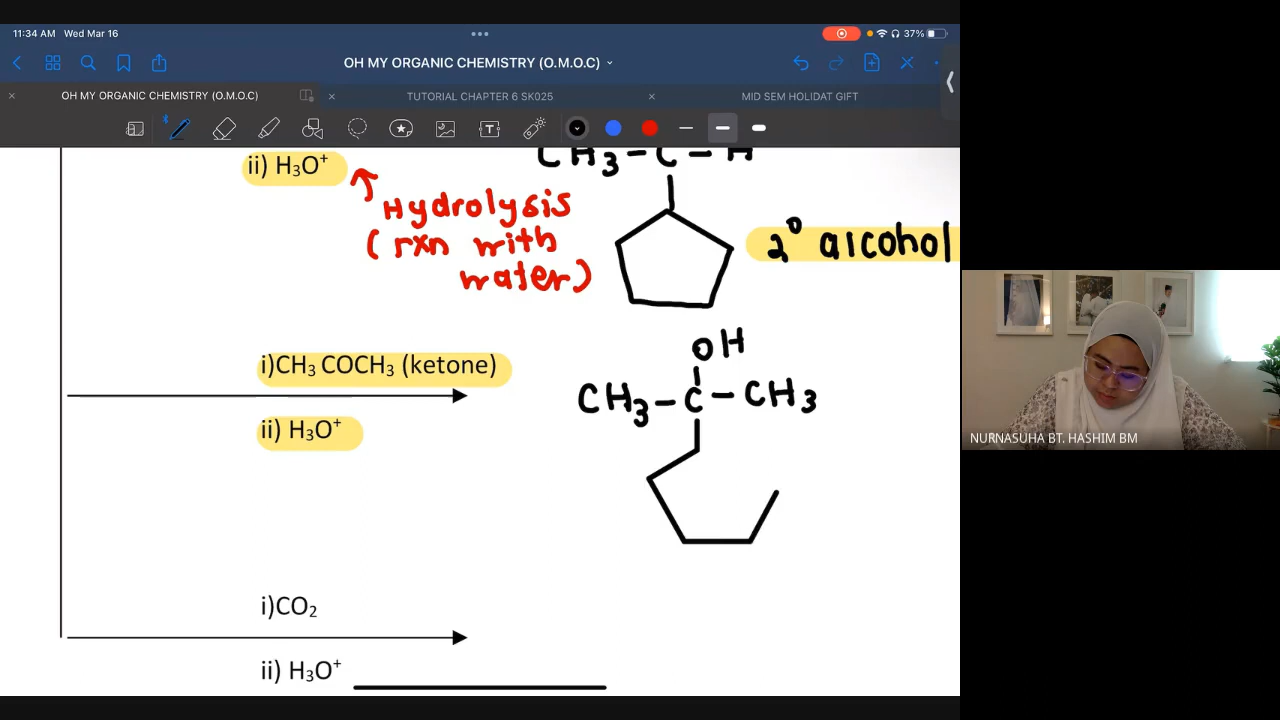 11:34 AM Wed Mar 16
37%
OH MY ORGANIC CHEMISTRY (O.M.O.C)
OH MY ORGANIC CHEMISTRY (O.M.O.C)
TUTORIAL CHAPTER 6 SK025
MID SEM HOLIDAT GIFT
CH3-C-H
ii) H₃O⁺
Hydrolysis
(rxn with
water)
2° alcohol
OH
i)CH₃ COCH₃ (ketone)
CH3-C-CH3
ii) H₃O⁺
NURNASUHA BT. HASHIM BM
i)CO₂
ii) H₃O⁺